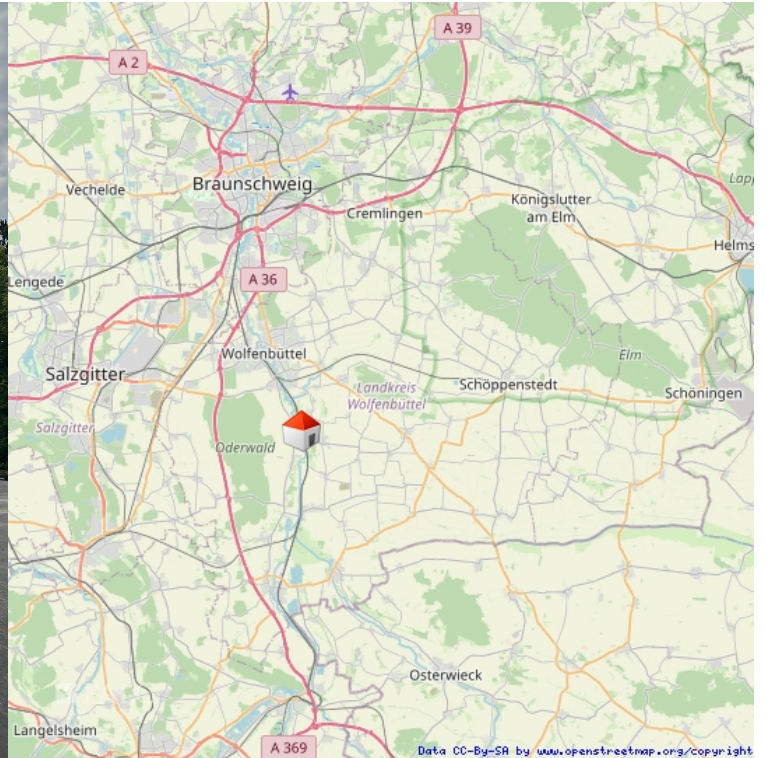 A 39
A 2
Vechelde
Braunschweig
Cremlingen
Königslutter
am Elm
Lengede
A 36
Wolfenbüttel
Elm
Salzgitter
Landkreis
Wolfenbüttel
Schöppenstedt
Schöningen
Salzgitter
Oderwald
Osterwieck
Langelsheim
A 369
Data CC-By-SA by www.openstreetmap.org/copyright